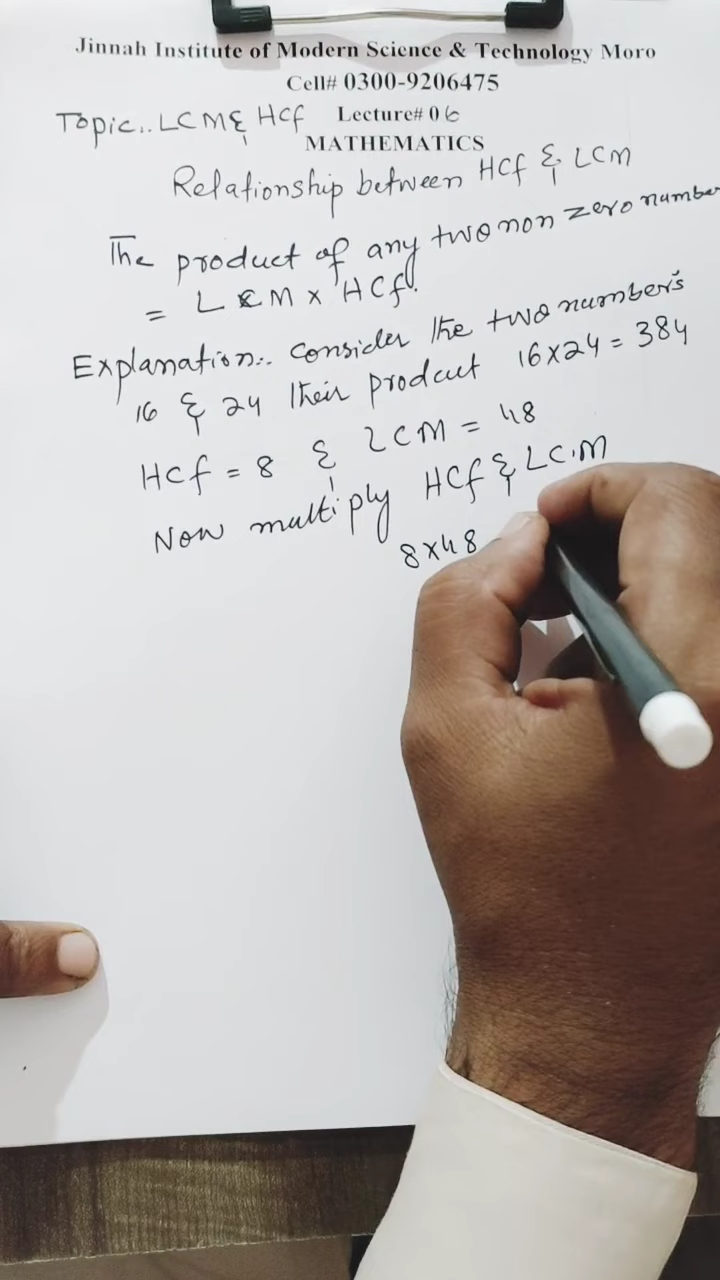 Jinnah Institute of Modern Science & Technology Moro
Cell# 0300-9206475
Topic.. LCM & HCf Lecture# 06
MATHEMATICS
Relationship between HCf & LCM
The product of any two non zero number
= LCM x HCf.
Explanation.. Consider the two numbers
16 & 24 their product 16x24 = 384
HCf = 8 & LCM = 48
Now multiply HCf & LC.M
8x48